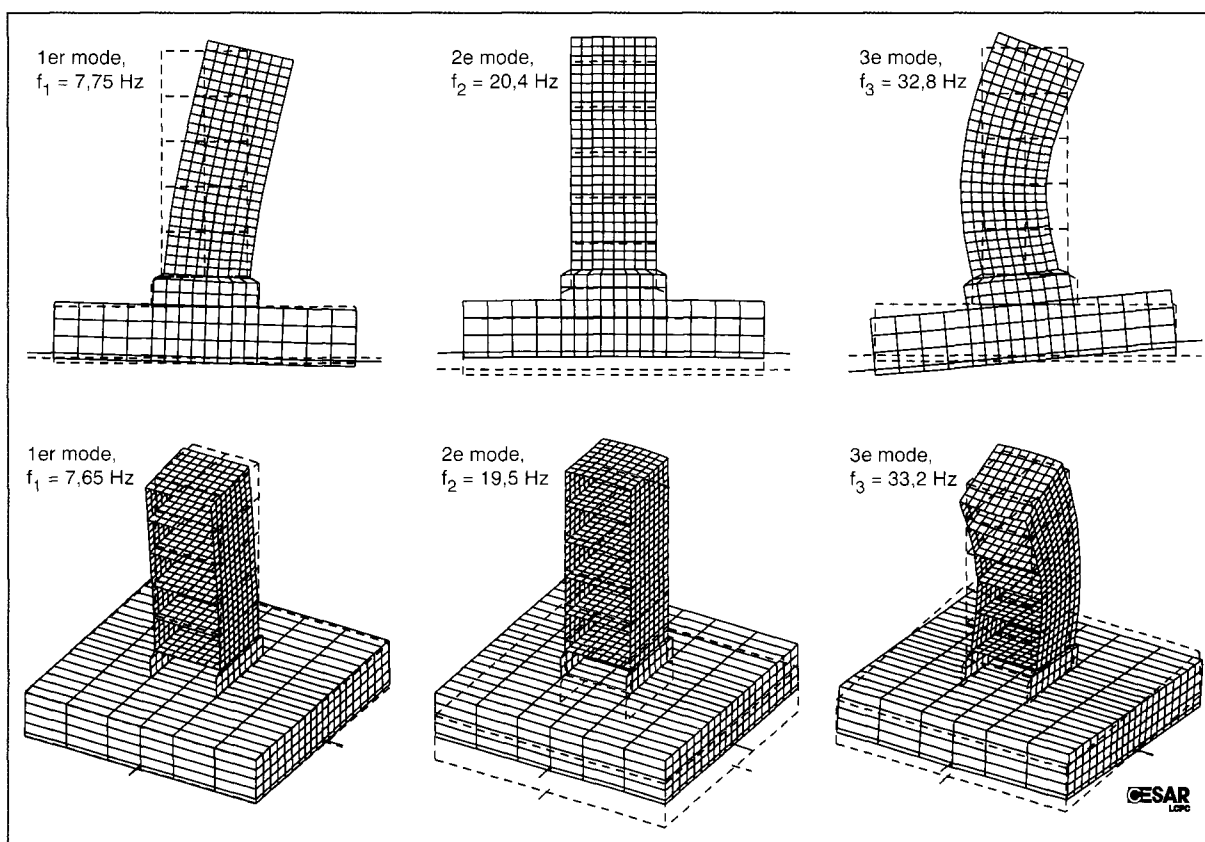 1er mode,
f1 = 7,75 Hz
2e mode,
f2 = 20,4 Hz
3e mode,
f3 = 32,8 Hz
1er mode,
f1 = 7,65 Hz
2e mode,
f2 = 19,5 Hz
3e mode,
f3 = 33,2 Hz
CESAR
LCPC